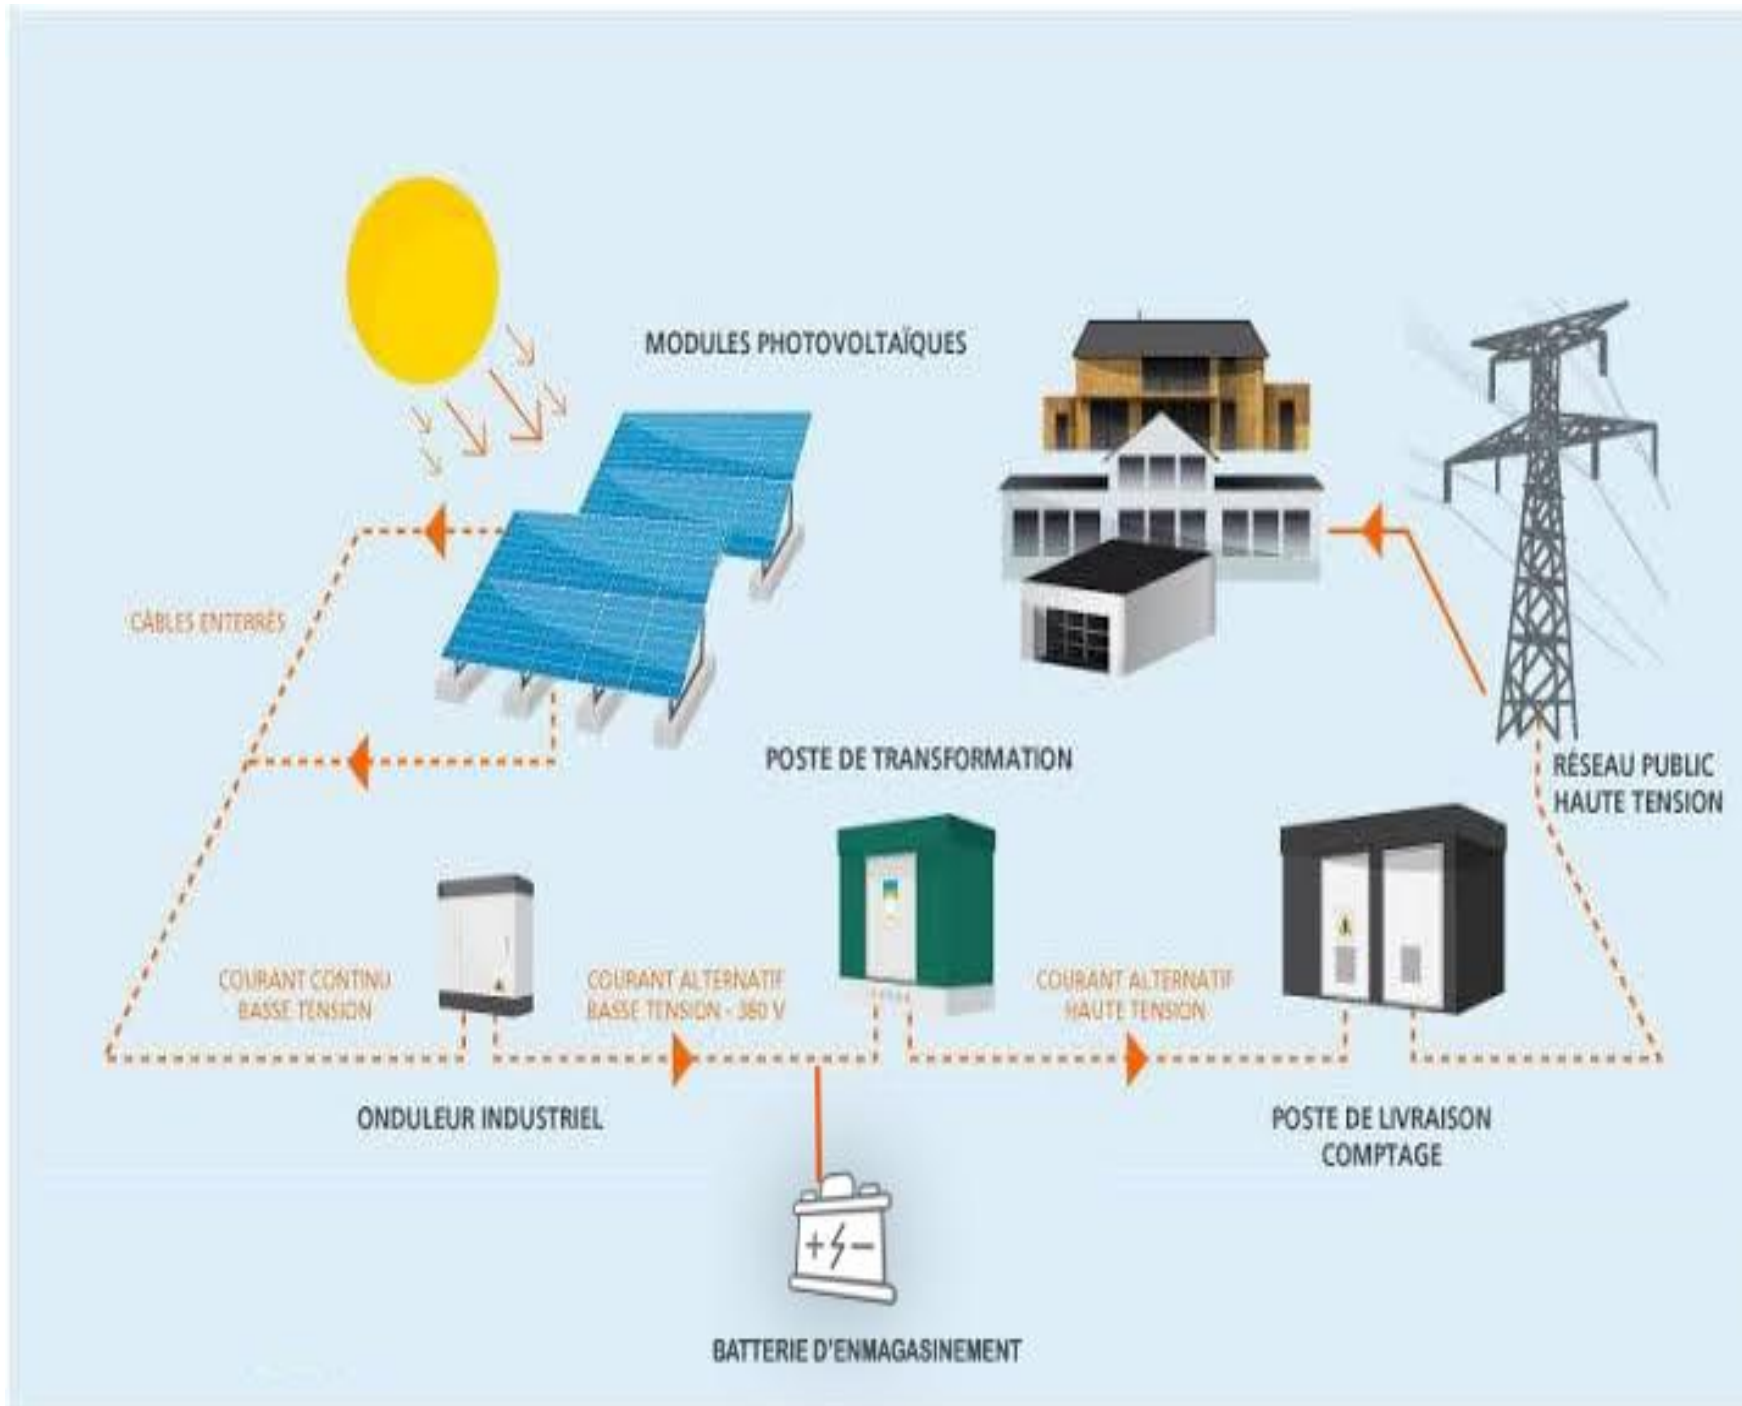 MODULES PHOTOVOLTAÏQUES
CÂBLES ENTERRÉS
POSTE DE TRANSFORMATION
RÉSEAU PUBLIC
HAUTE TENSION
COURANT CONTINU
BASSE TENSION
COURANT ALTERNATIF
BASSE TENSION - 380 V
COURANT ALTERNATIF
HAUTE TENSION
ONDULEUR INDUSTRIEL
POSTE DE LIVRAISON
COMPTAGE
+ -
BATTERIE D'ENMAGASINEMENT